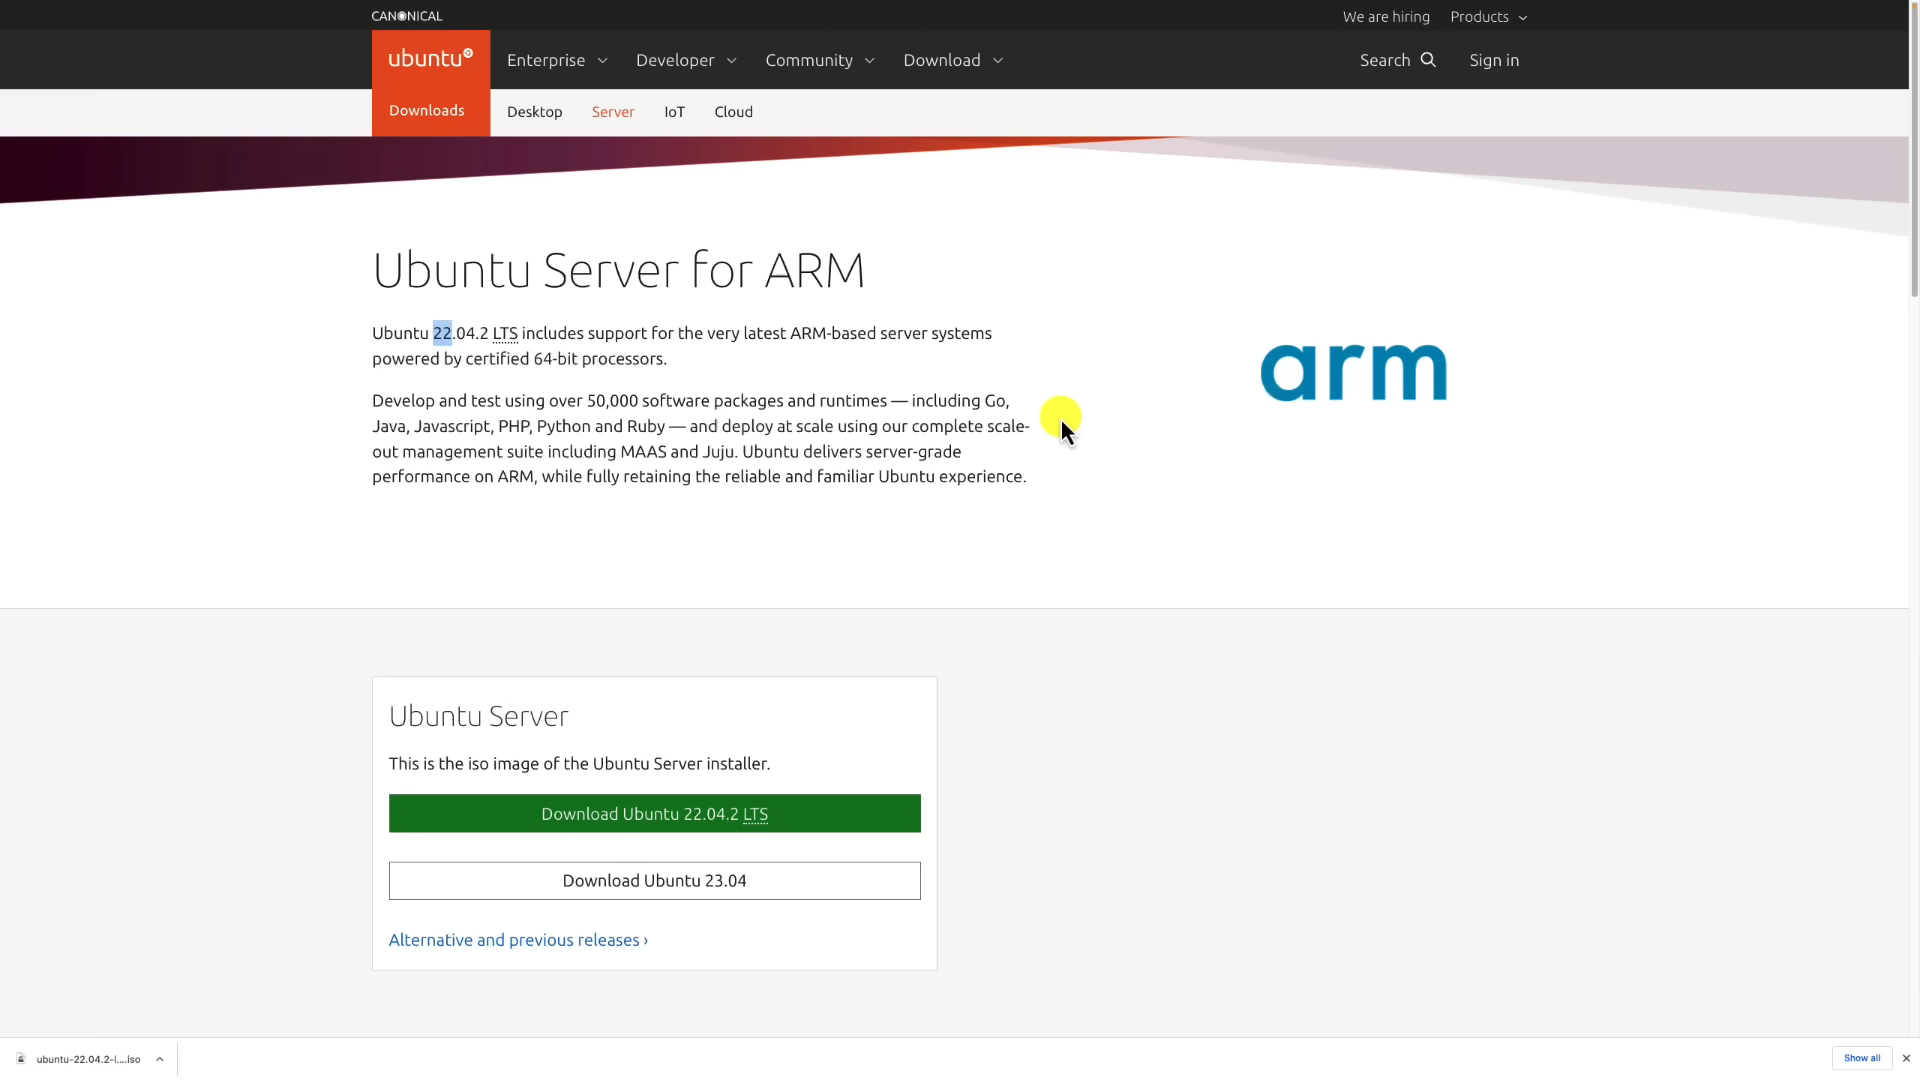 CANONICAL
We are hiring Products
ubuntu
Enterprise Developer Community Download Search Sign in
Downloads Desktop Server IoT Cloud
Ubuntu Server for ARM
Ubuntu 22.04.2 LTS includes support for the very latest ARM-based server systems
powered by certified 64-bit processors.
Develop and test using over 50,000 software packages and runtimes — including Go,
Java, Javascript, PHP, Python and Ruby — and deploy at scale using our complete scale-
out management suite including MAAS and Juju. Ubuntu delivers server-grade
performance on ARM, while fully retaining the reliable and familiar Ubuntu experience.
arm
Ubuntu Server
This is the iso image of the Ubuntu Server installer.
Download Ubuntu 22.04.2 LTS
Download Ubuntu 23.04
Alternative and previous releases ›
ubuntu-22.04.2-l....iso
Show all